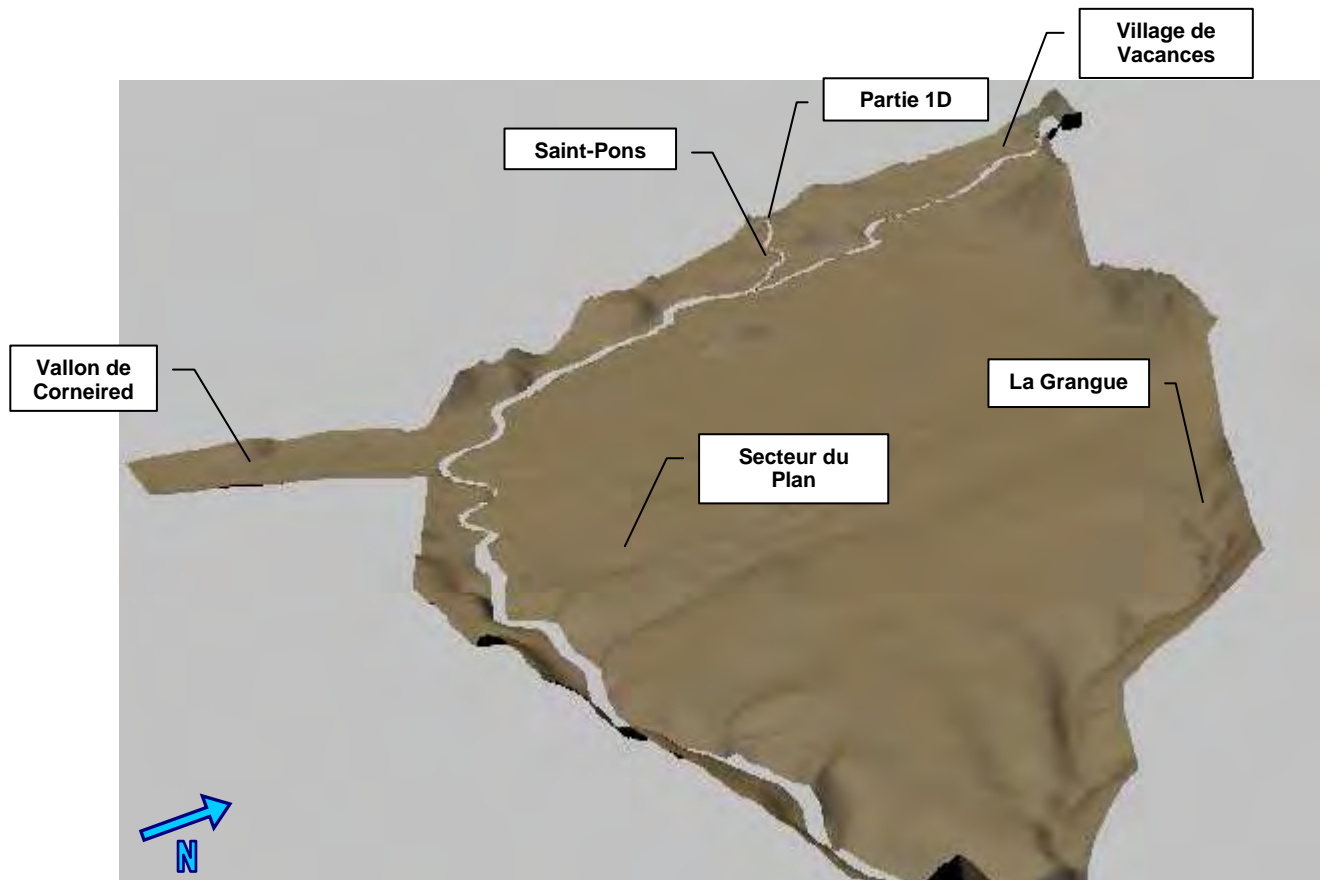 Village de
Vacances
Partie 1D
Saint-Pons
Vallon de
Corneired
La Grangue
Secteur du
Plan
N